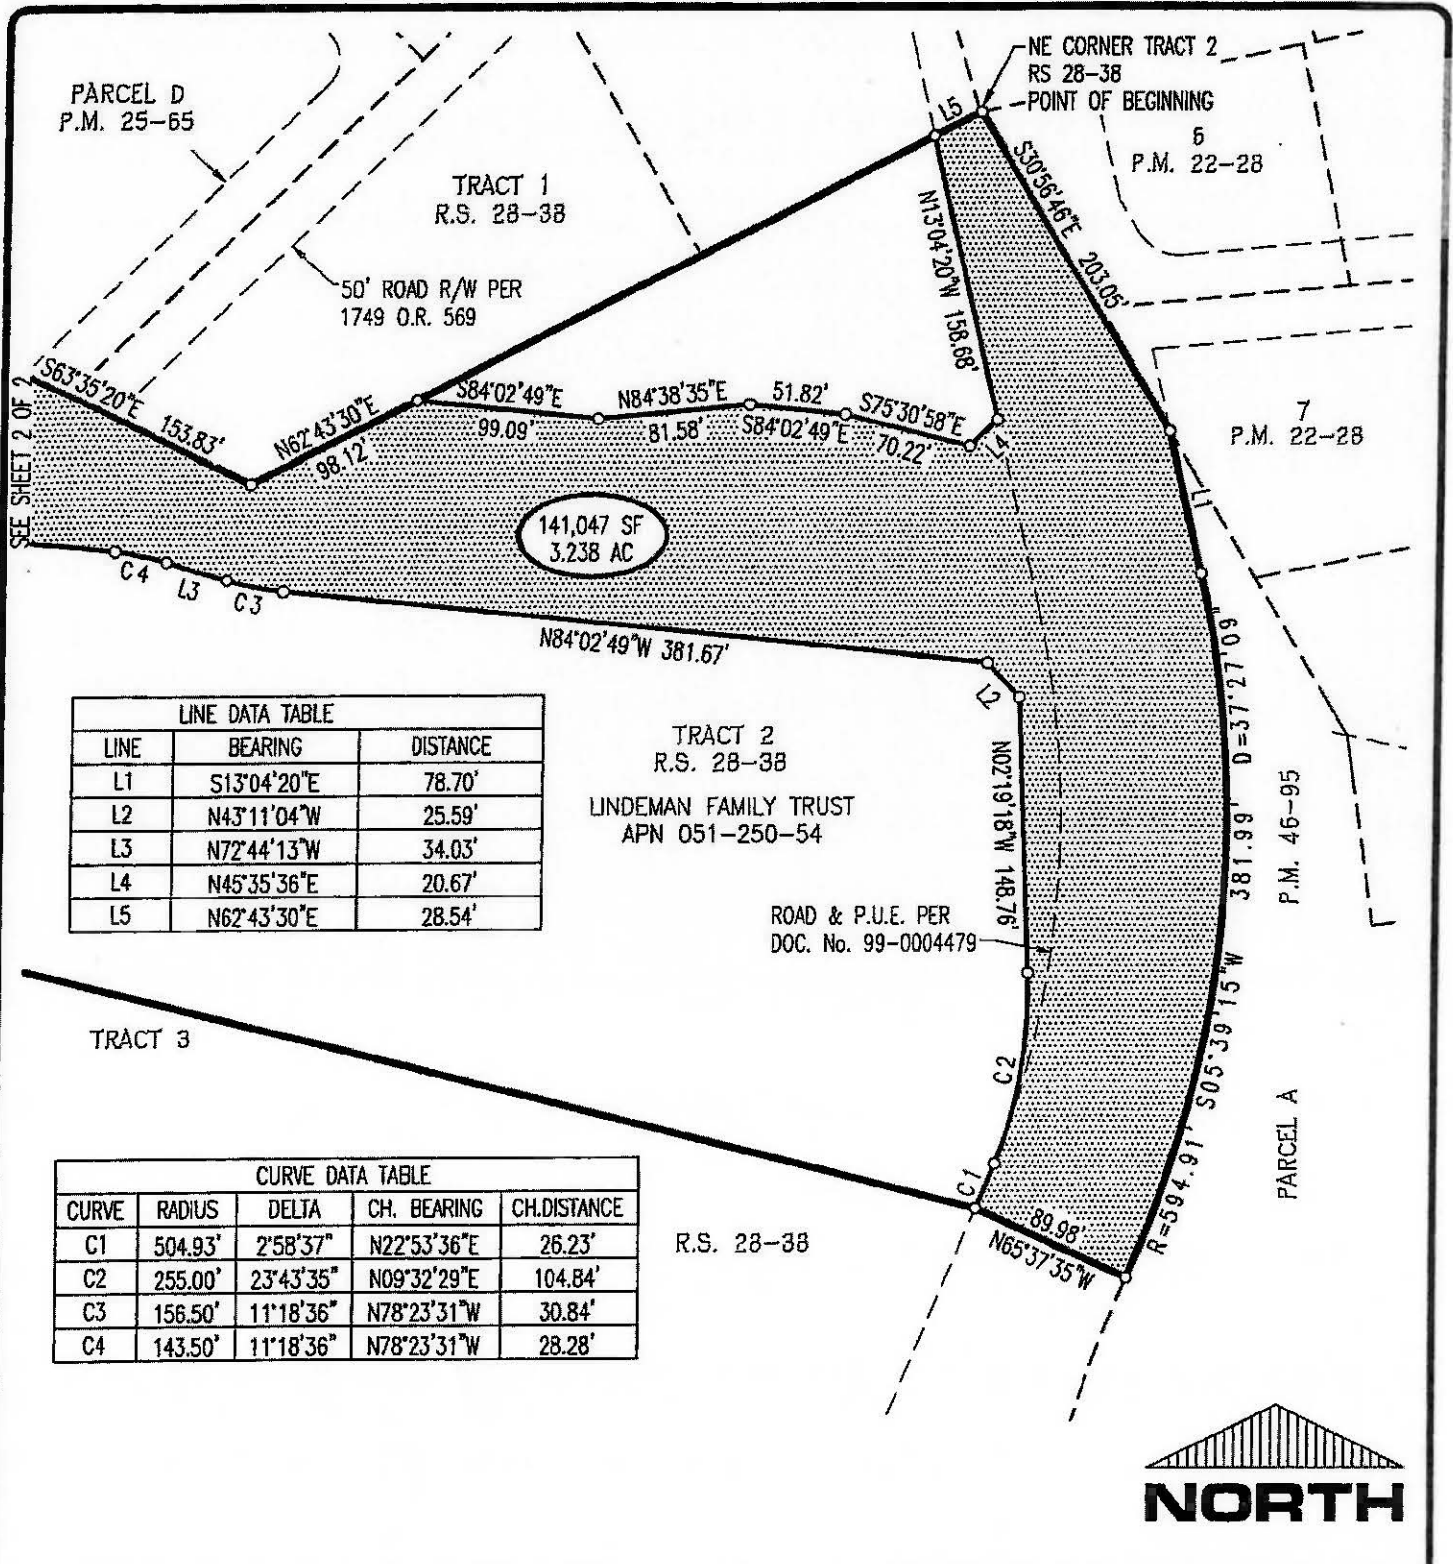 NE CORNER TRACT 2
RS 28-38
POINT OF BEGINNING
PARCEL D
P.M. 25-65
L5
6
P.M. 22-28
TRACT 1
R.S. 28-38
S30°56'46"E 203.05'
N13°04'20"W 158.68'
50' ROAD R/W PER
1749 O.R. 569
SEE SHEET 2 OF 2
S63°35'20"E 153.83'
N62°43'30"E
98.12'
S84°02'49"E
99.09'
N84°38'35"E
81.58'
51.82'
S84°02'49"E
S75°30'58"E
70.22'
L4
7
P.M. 22-28
L1
141,047 SF
3.238 AC
C4
L3
C3
N84°02'49"W 381.67'
L2
LINE DATA TABLE
LINE BEARING DISTANCE
L1 S13°04'20"E 78.70'
L2 N43°11'04"W 25.59'
L3 N72°44'13"W 34.03'
L4 N45°35'36"E 20.67'
L5 N62°43'30"E 28.54'
TRACT 2
R.S. 28-38
LINDEMAN FAMILY TRUST
APN 051-250-54
N02°19'18"W 148.76'
ROAD & P.U.E. PER
DOC. No. 99-0004479
R=594.91' S05°39'15"W 381.99' D=37°27'09"
P.M. 46-95
PARCEL A
TRACT 3
C2
C1
89.98'
N65°37'35"W
R.S. 28-38
CURVE DATA TABLE
CURVE RADIUS DELTA CH. BEARING CH.DISTANCE
C1 504.93' 2°58'37" N22°53'36"E 26.23'
C2 255.00' 23°43'35" N09°32'29"E 104.84'
C3 156.50' 11°18'36" N78°23'31"W 30.84'
C4 143.50' 11°18'36" N78°23'31"W 28.28'
NORTH